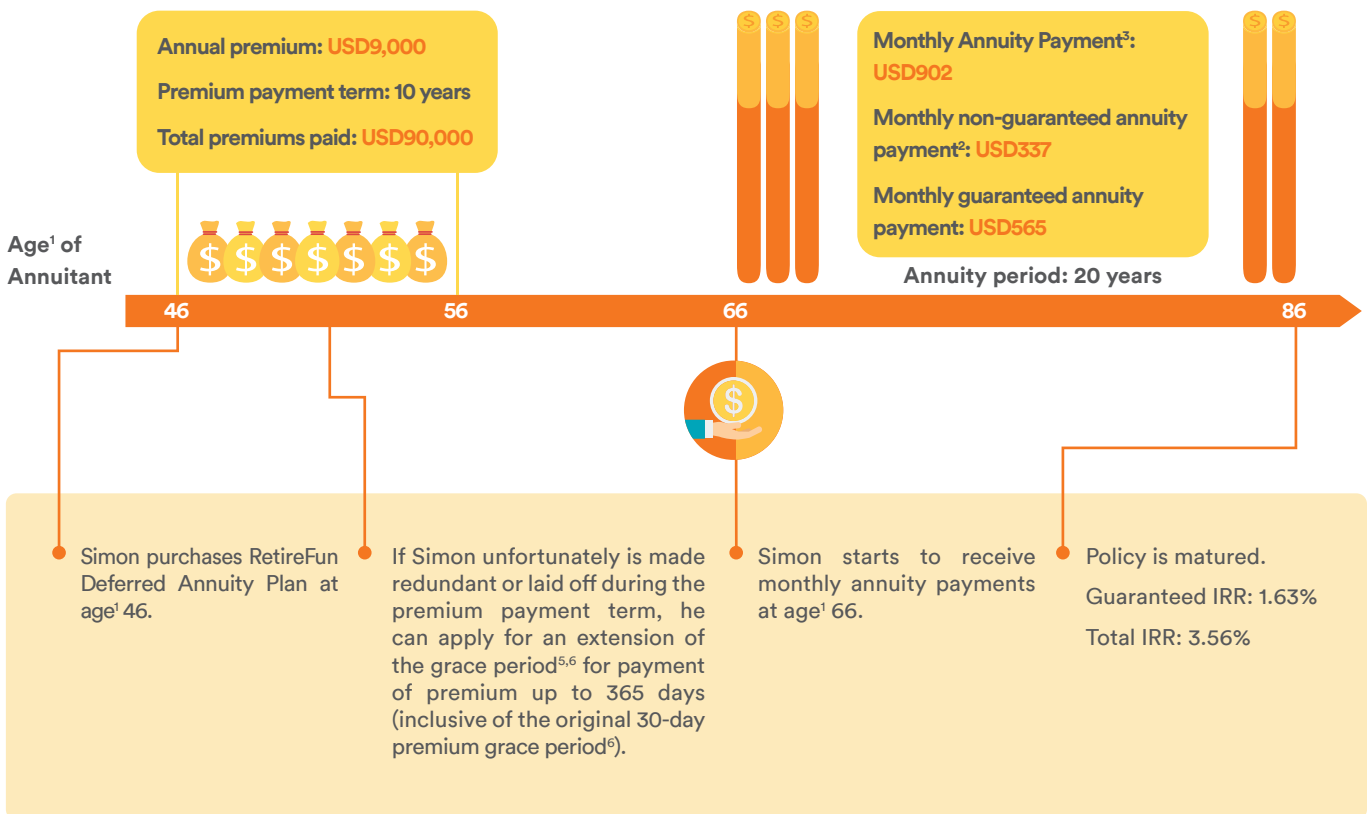 Annual premium: USD9,000
Premium payment term: 10 years
Total premiums paid: USD90,000
$ $ $ $ $ $ $
$ $ $
Monthly Annuity Payment³:
USD902
Monthly non-guaranteed annuity
payment²: USD337
Monthly guaranteed annuity
payment: USD565
$ $
Annuity period: 20 years
Age¹ of
Annuitant
46 56 66 86
$
Simon purchases RetireFun
Deferred Annuity Plan at
age¹ 46.
If Simon unfortunately is made
redundant or laid off during the
premium payment term, he
can apply for an extension of
the grace period⁵,⁶ for payment
of premium up to 365 days
(inclusive of the original 30-day
premium grace period⁶).
Simon starts to receive
monthly annuity payments
at age¹ 66.
Policy is matured.
Guaranteed IRR: 1.63%
Total IRR: 3.56%